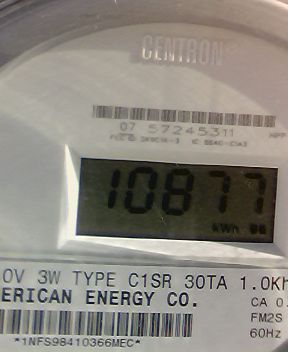 CENTRON®
07 57245311
10877
kWh
0V 3W TYPE C1SR 30TA 1.0Kh
ERICAN ENERGY CO.
CA 0.
FM2S
60Hz
*1NFS98410366MEC*